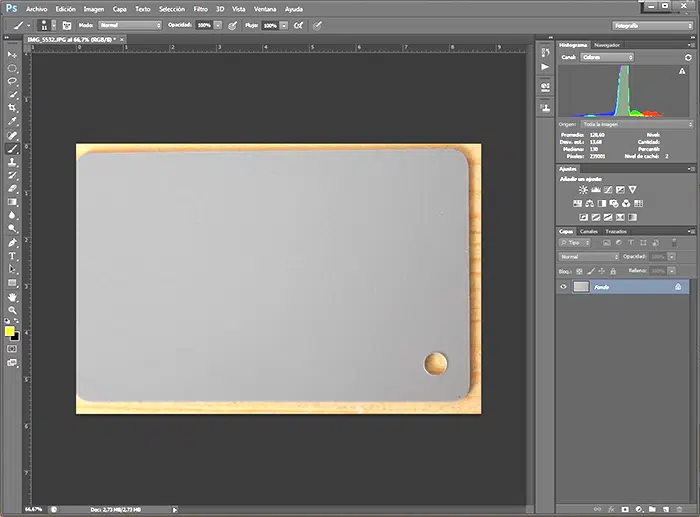 Ps Archivo Edición Imagen Capa Texto Selección Filtro 3D Vista Ventana Ayuda
11 Modo: Normal Opacidad: 100% Flujo: 100% Fotografía
IMG_5532.JPG al 66,7% (RGB/8) * ×
Histograma Navegador
Canal: Colores
Origen: Toda la imagen
Promedio: 128,60 Nivel:
Desv. est.: 13,68 Cantidad:
Mediana: 130 Percentil:
Píxeles: 239001 Nivel de caché: 2
Ajustes
Añadir un ajuste
Capas Canales Trazados
Tipo
Normal Opacidad: 100%
Bloq.: Relleno: 100%
Fondo
66,67% Doc: 2,73 MB/2,73 MB